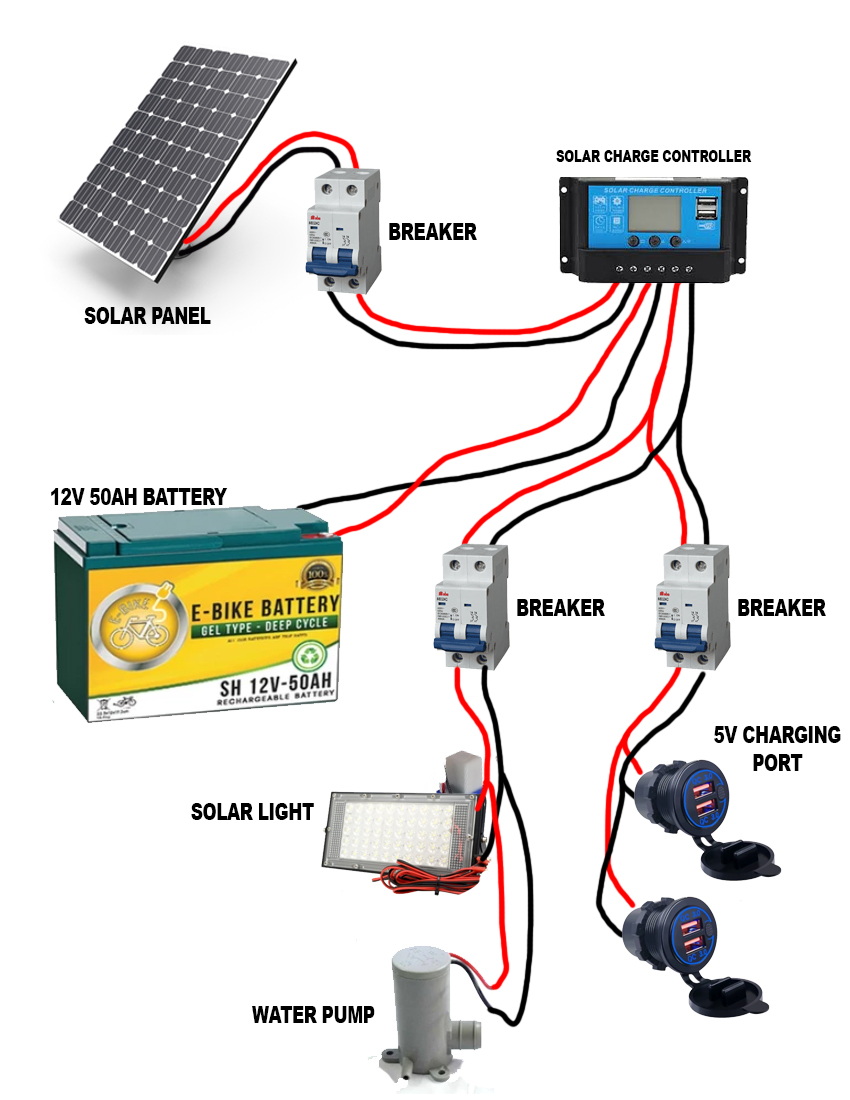 SOLAR CHARGE CONTROLLER
SOLAR CHARGE CONTROLLER
BREAKER
SOLAR PANEL
12V 50AH BATTERY
E-BIKE
100%
E-BIKE BATTERY
GEL TYPE - DEEP CYCLE
SH 12V-50AH
RECHARGEABLE BATTERY
BREAKER
BREAKER
5V CHARGING
PORT
SOLAR LIGHT
WATER PUMP